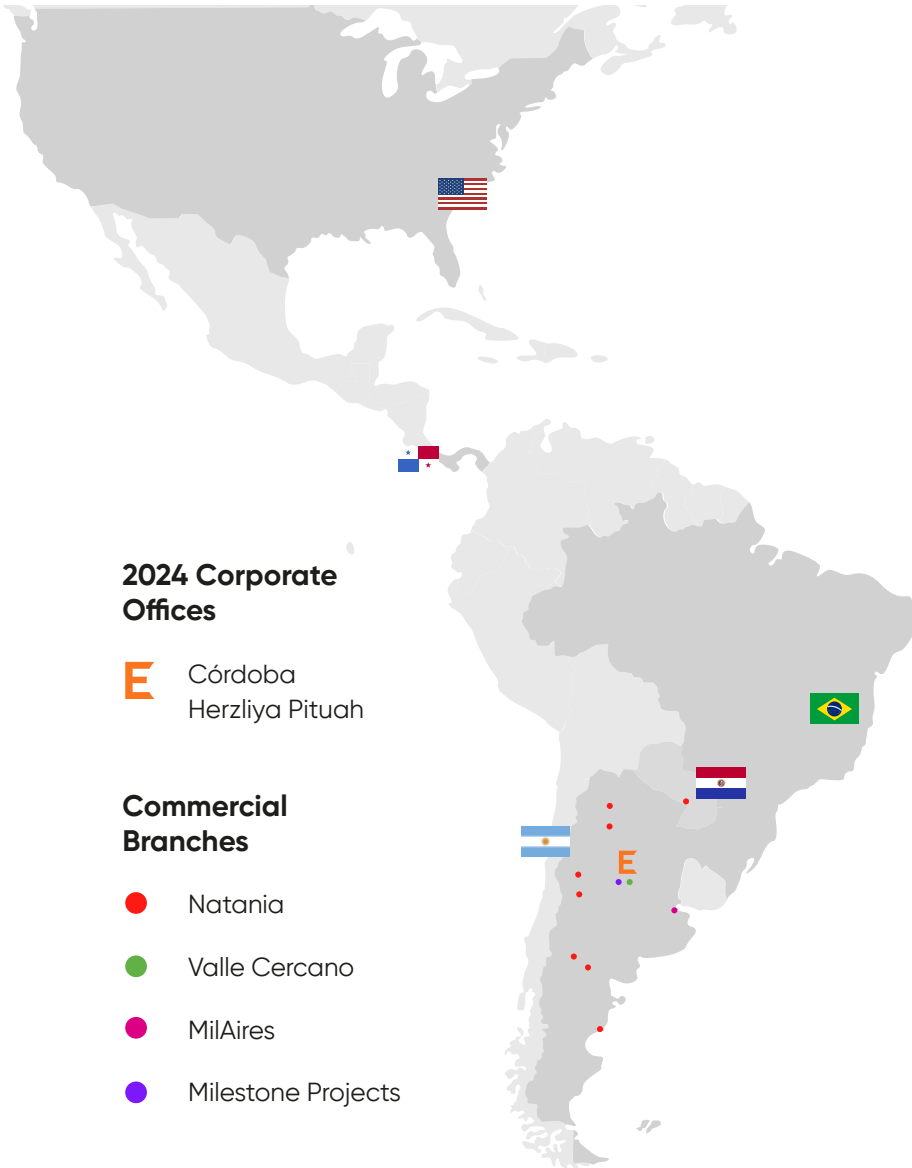 2024 Corporate
Offices
E
Córdoba
Herzliya Pituah
Commercial
Branches
E
Natania
Valle Cercano
MilAires
Milestone Projects